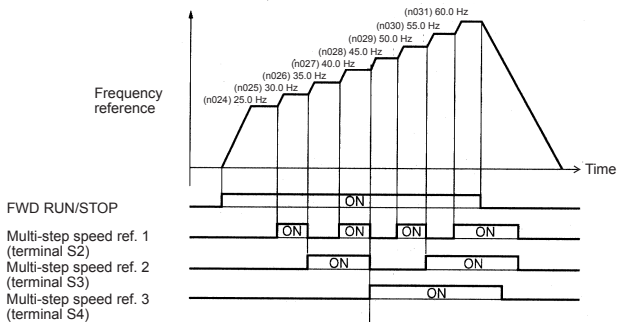 (n031) 60.0 Hz
(n030) 55.0 Hz
(n029) 50.0 Hz
(n028) 45.0 Hz
(n027) 40.0 Hz
(n026) 35.0 Hz
(n025) 30.0 Hz
(n024) 25.0 Hz
Frequency
reference
Time
FWD RUN/STOP
ON
Multi-step speed ref. 1
(terminal S2)
ON ON ON ON
Multi-step speed ref. 2
(terminal S3)
ON ON
Multi-step speed ref. 3
(terminal S4)
ON